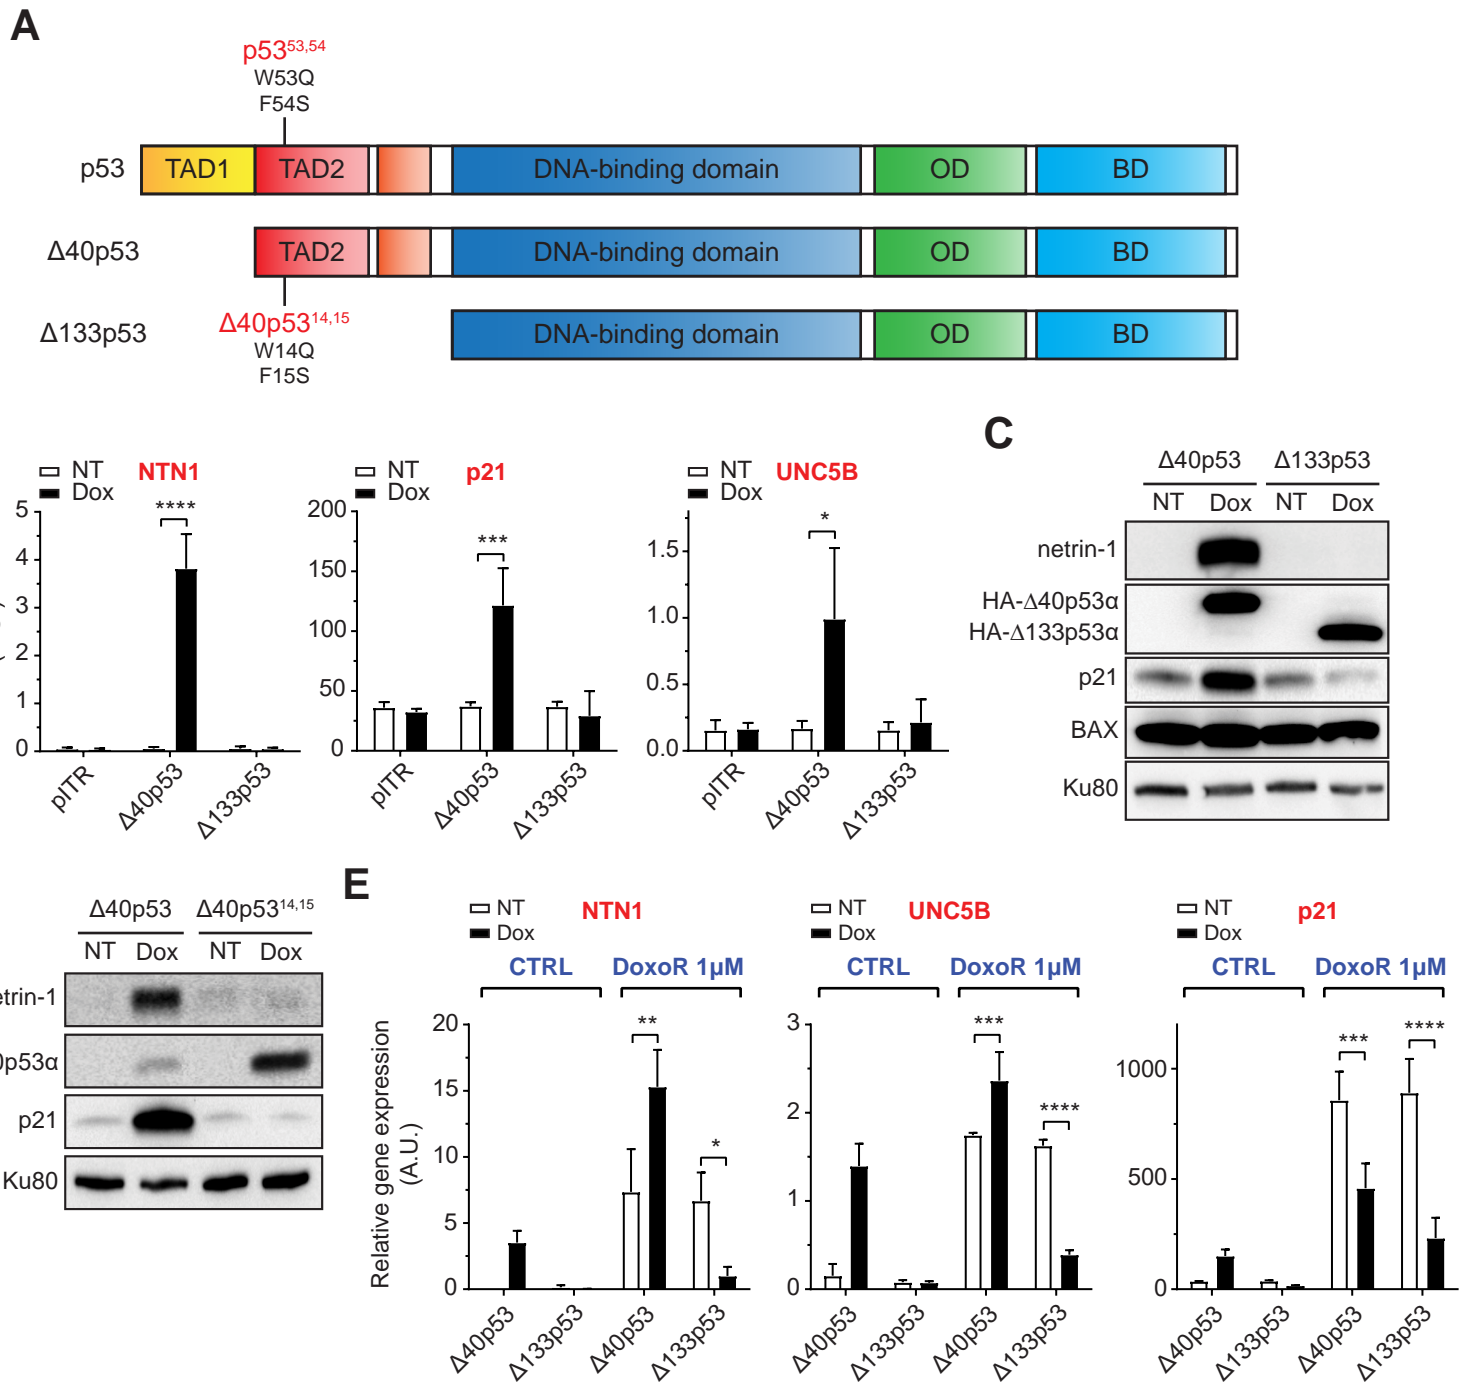 A
p53⁵³,⁵⁴
W53Q
F54S
p53 TAD1 TAD2 DNA-binding domain OD BD
Δ40p53 TAD2 DNA-binding domain OD BD
Δ40p53¹⁴,¹⁵
W14Q
F15S
Δ133p53 DNA-binding domain OD BD
NT
Dox
NTN1
****
5
4
3
2
1
0
pITR
Δ40p53
Δ133p53
NT
Dox
p21
***
200
150
100
50
0
pITR
Δ40p53
Δ133p53
NT
Dox
UNC5B
*
1.5
1.0
0.5
0.0
pITR
Δ40p53
Δ133p53
C
Δ40p53 Δ133p53
NT Dox NT Dox
netrin-1
HA-Δ40p53α
HA-Δ133p53α
p21
BAX
Ku80
Δ40p53 Δ40p53¹⁴,¹⁵
NT Dox NT Dox
etrin-1
p53α
p21
Ku80
E
Relative gene expression
(A.U.)
NT
Dox
NTN1
CTRL DoxoR 1µM
** *
20
15
10
5
0
Δ40p53
Δ133p53
Δ40p53
Δ133p53
NT
Dox
UNC5B
CTRL DoxoR 1µM
*** ****
3
2
1
0
Δ40p53
Δ133p53
Δ40p53
Δ133p53
NT
Dox
p21
CTRL DoxoR 1µM
*** ****
1000
500
0
Δ40p53
Δ133p53
Δ40p53
Δ133p53